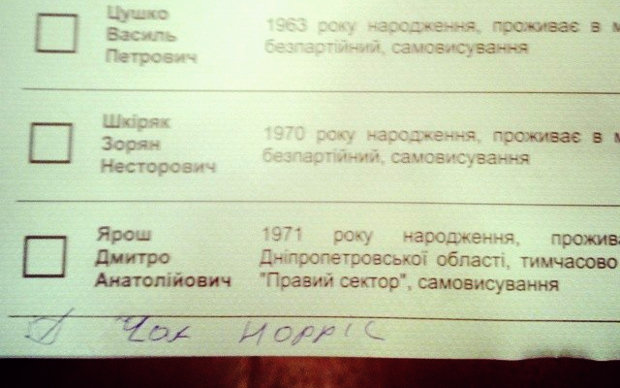 Цушко
Василь
Петрович
1963 року народження, проживає в м
безпартійний, самовисування
Шкіряк
Зорян
Несторович
1970 року народження, проживає в м
безпартійний, самовисування
Ярош
Дмитро
Анатолійович
1971 року народження, прожива
Дніпропетровської області, тимчасово
"Правий сектор", самовисування
Чак Норріс